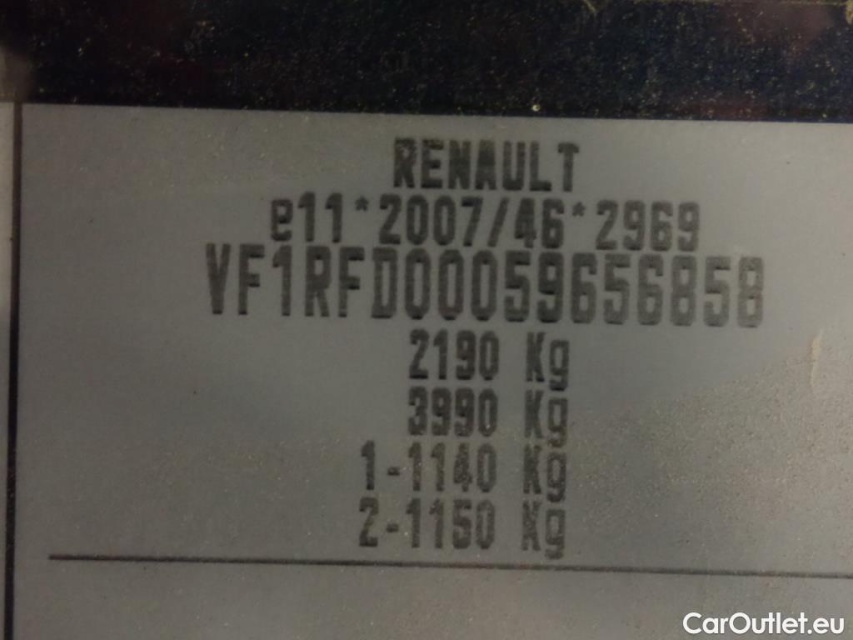 RENAULT
e11*2007/46*2969
VF1RFD00059656858
2190 Kg
3990 Kg
1-1140 Kg
2-1150 Kg
CarOutlet.eu